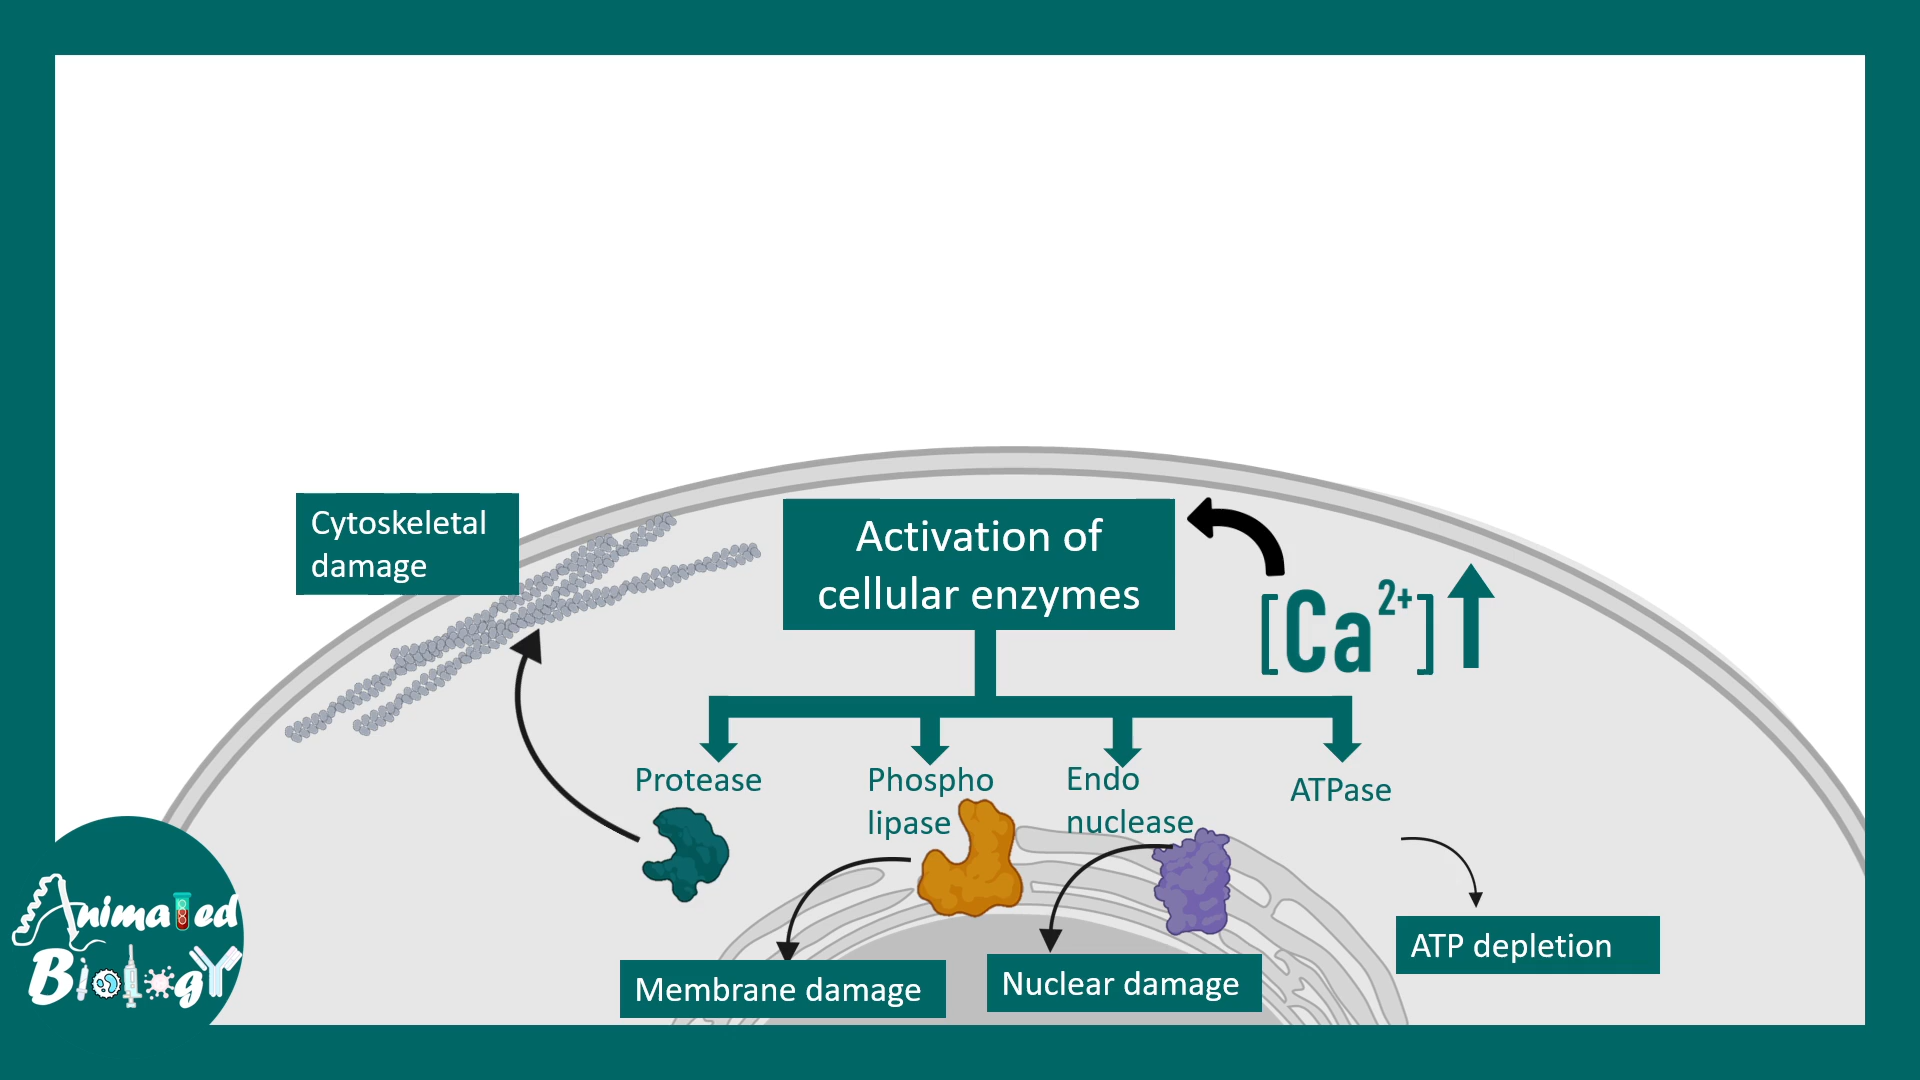 Cytoskeletal
damage
Activation of
cellular enzymes
[Ca2+]
Protease
Phospho
lipase
Endo
nuclease
ATPase
Membrane damage
Nuclear damage
ATP depletion
Animated
Biology